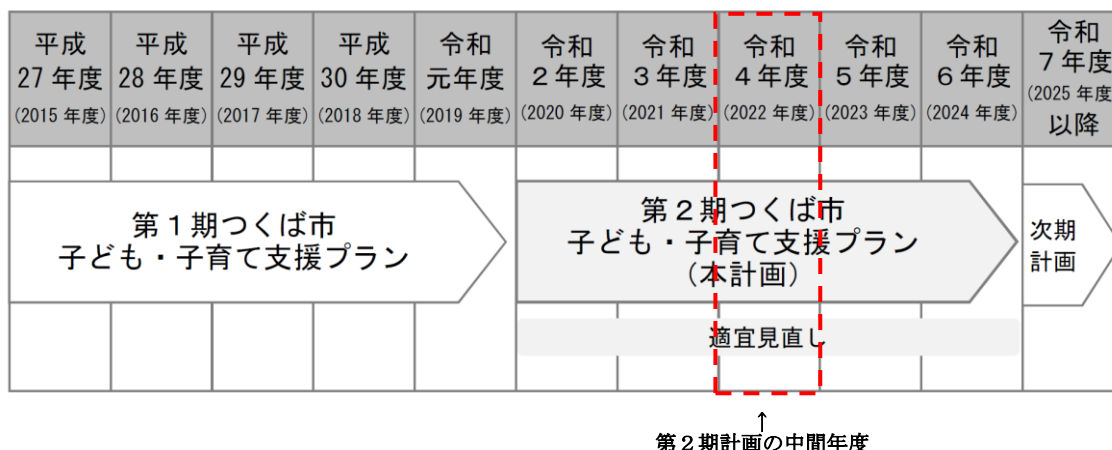 平成
27 年度
(2015 年度)
平成
28 年度
(2016 年度)
平成
29 年度
(2017 年度)
平成
30 年度
(2018 年度)
令和
元年度
(2019 年度)
令和
２年度
(2020 年度)
令和
３年度
(2021 年度)
令和
４年度
(2022 年度)
令和
５年度
(2023 年度)
令和
６年度
(2024 年度)
令和
７年度
(2025 年度)
以降
第１期つくば市
子ども・子育て支援プラン
第２期つくば市
子ども・子育て支援プラン
(本計画)
次期
計画
適宜見直し
↑
第２期計画の中間年度